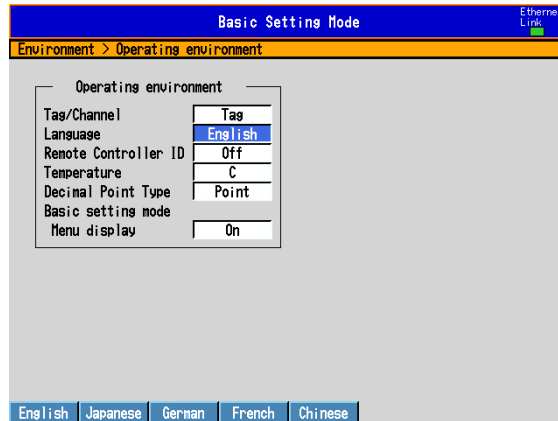 Basic Setting Mode
Link
Environment > Operating environment
Operating environment
Tag/Channel Tag
Language English
Remote Controller ID Off
Temperature C
Decimal Point Type Point
Basic setting mode
Menu display On
English Japanese German French Chinese